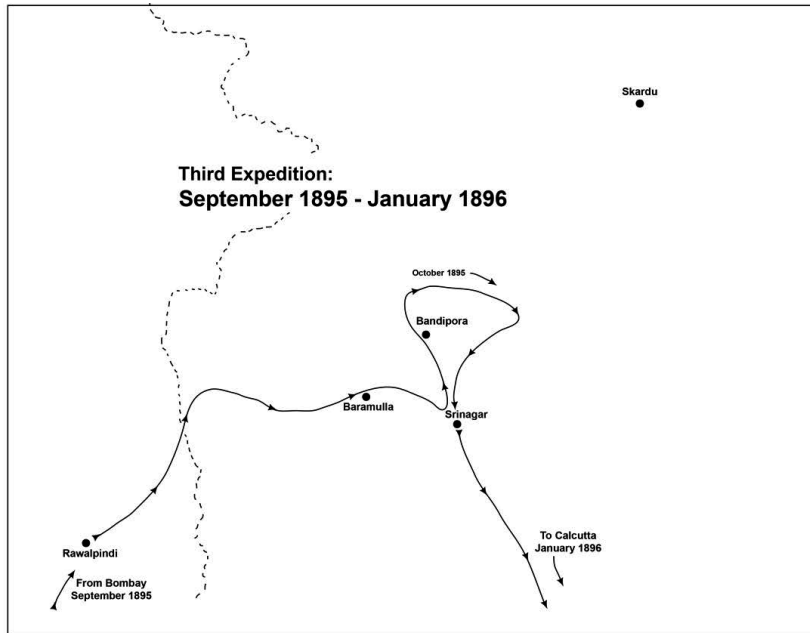 Skardu
Third Expedition:
September 1895 - January 1896
October 1895
Bandipora
Baramulla
Srinagar
To Calcutta
January 1896
Rawalpindi
From Bombay
September 1895